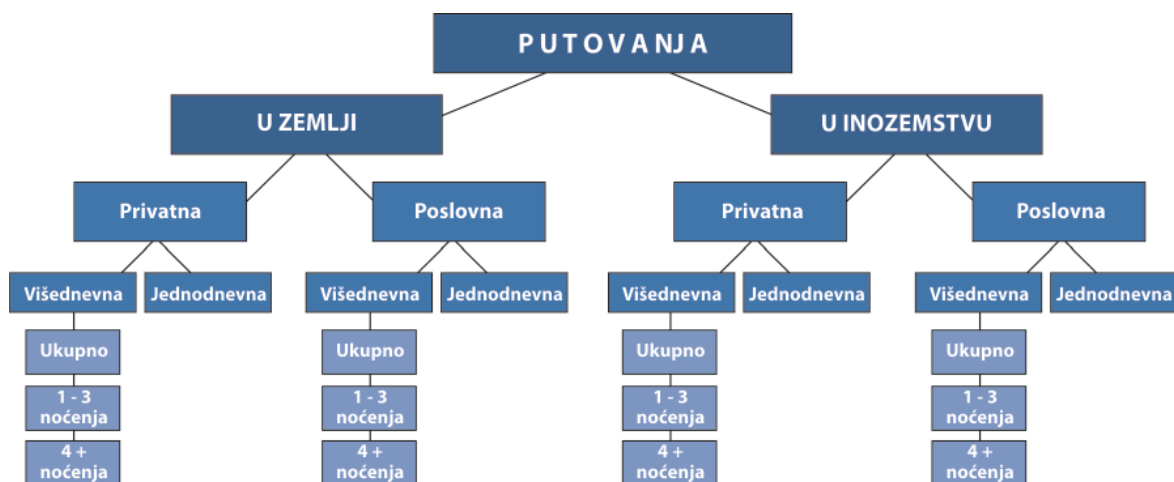 PUTOVANJA
U ZEMLJI
U INOZEMSTVU
Privatna
Poslovna
Privatna
Poslovna
Višednevna
Jednodnevna
Višednevna
Jednodnevna
Višednevna
Jednodnevna
Višednevna
Jednodnevna
Ukupno
Ukupno
Ukupno
Ukupno
1 - 3
noćenja
1 - 3
noćenja
1 - 3
noćenja
1 - 3
noćenja
4 +
noćenja
4 +
noćenja
4 +
noćenja
4 +
noćenja